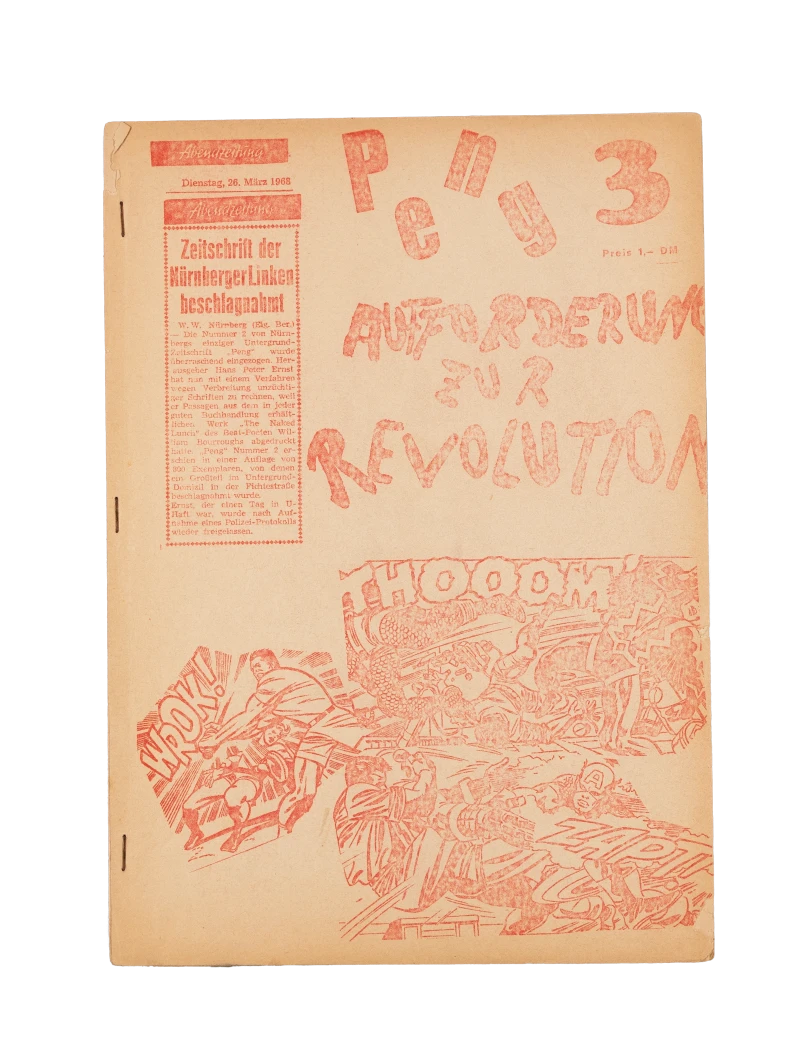 Abendzeitung
Dienstag, 26. März 1968
Abendzeitung
Zeitschrift der
Nürnberger Linken
beschlagnahmt
W. W. Nürnberg (Eig. Ber.)
— Die Nummer 2 von Nürn-
bergs einziger Untergrund-
Zeitschrift „Peng" wurde
überraschend eingezogen. Her-
ausgeber Hans Peter Ernst
hat nun mit einem Verfahren
wegen Verbreitung unzüchti-
ger Schriften zu rechnen, weil
er Passagen aus dem in jeder
guten Buchhandlung erhält-
lichen Werk „The Naked
Lunch" des Beat-Poeten Wil-
liam Bourroughs abgedruckt
hatte. „Peng" Nummer 2 er-
schien in einer Auflage von
800 Exemplaren, von denen
ein Großteil im Untergrund-
Domizil in der Fichtestraße
beschlagnahmt wurde.
Ernst, der einen Tag in U-
Haft war, wurde nach Auf-
nahme eines Polizei-Protokolls
wieder freigelassen.
Peng 3
Preis 1,- DM
AUFFORDERUNG
ZUR
REVOLUTION
THOOOM!
WROK!!
A
ZAPT